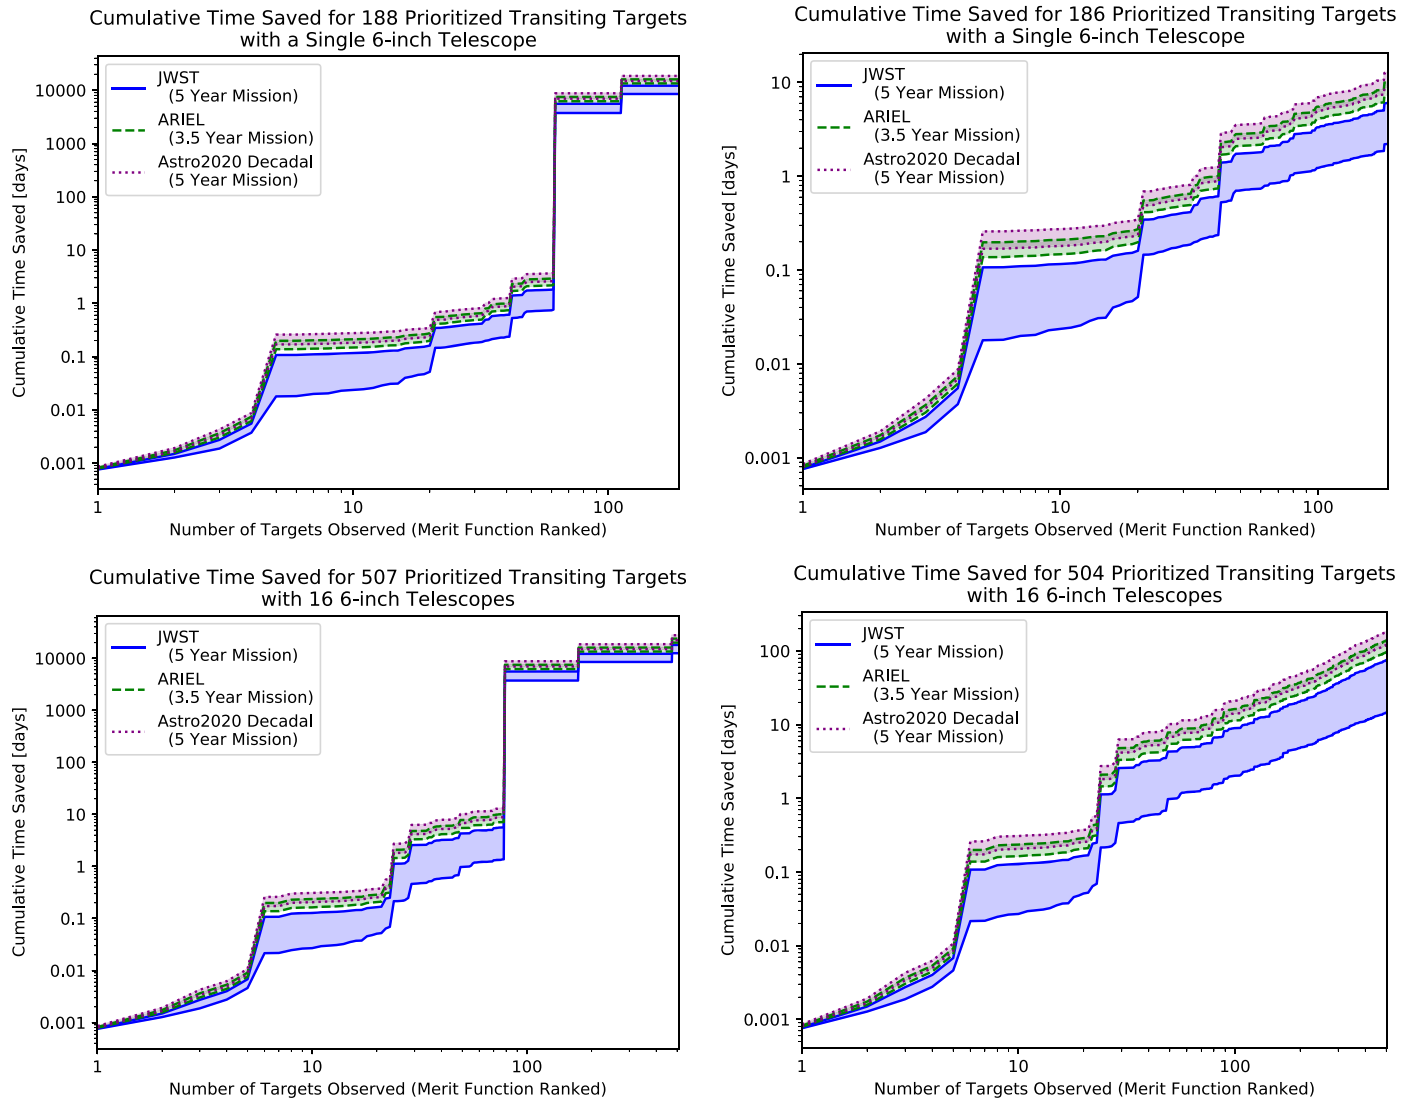 Cumulative Time Saved for 188 Prioritized Transiting Targets
with a Single 6-inch Telescope
Cumulative Time Saved [days]
10000
1000
100
10
1
0.1
0.01
0.001
JWST
(5 Year Mission)
ARIEL
(3.5 Year Mission)
Astro2020 Decadal
(5 Year Mission)
1
10
100
Number of Targets Observed (Merit Function Ranked)
Cumulative Time Saved for 186 Prioritized Transiting Targets
with a Single 6-inch Telescope
Cumulative Time Saved [days]
10
1
0.1
0.01
0.001
JWST
(5 Year Mission)
ARIEL
(3.5 Year Mission)
Astro2020 Decadal
(5 Year Mission)
1
10
100
Number of Targets Observed (Merit Function Ranked)
Cumulative Time Saved for 507 Prioritized Transiting Targets
with 16 6-inch Telescopes
Cumulative Time Saved [days]
10000
1000
100
10
1
0.1
0.01
0.001
JWST
(5 Year Mission)
ARIEL
(3.5 Year Mission)
Astro2020 Decadal
(5 Year Mission)
1
10
100
Number of Targets Observed (Merit Function Ranked)
Cumulative Time Saved for 504 Prioritized Transiting Targets
with 16 6-inch Telescopes
Cumulative Time Saved [days]
100
10
1
0.1
0.01
0.001
JWST
(5 Year Mission)
ARIEL
(3.5 Year Mission)
Astro2020 Decadal
(5 Year Mission)
1
10
100
Number of Targets Observed (Merit Function Ranked)